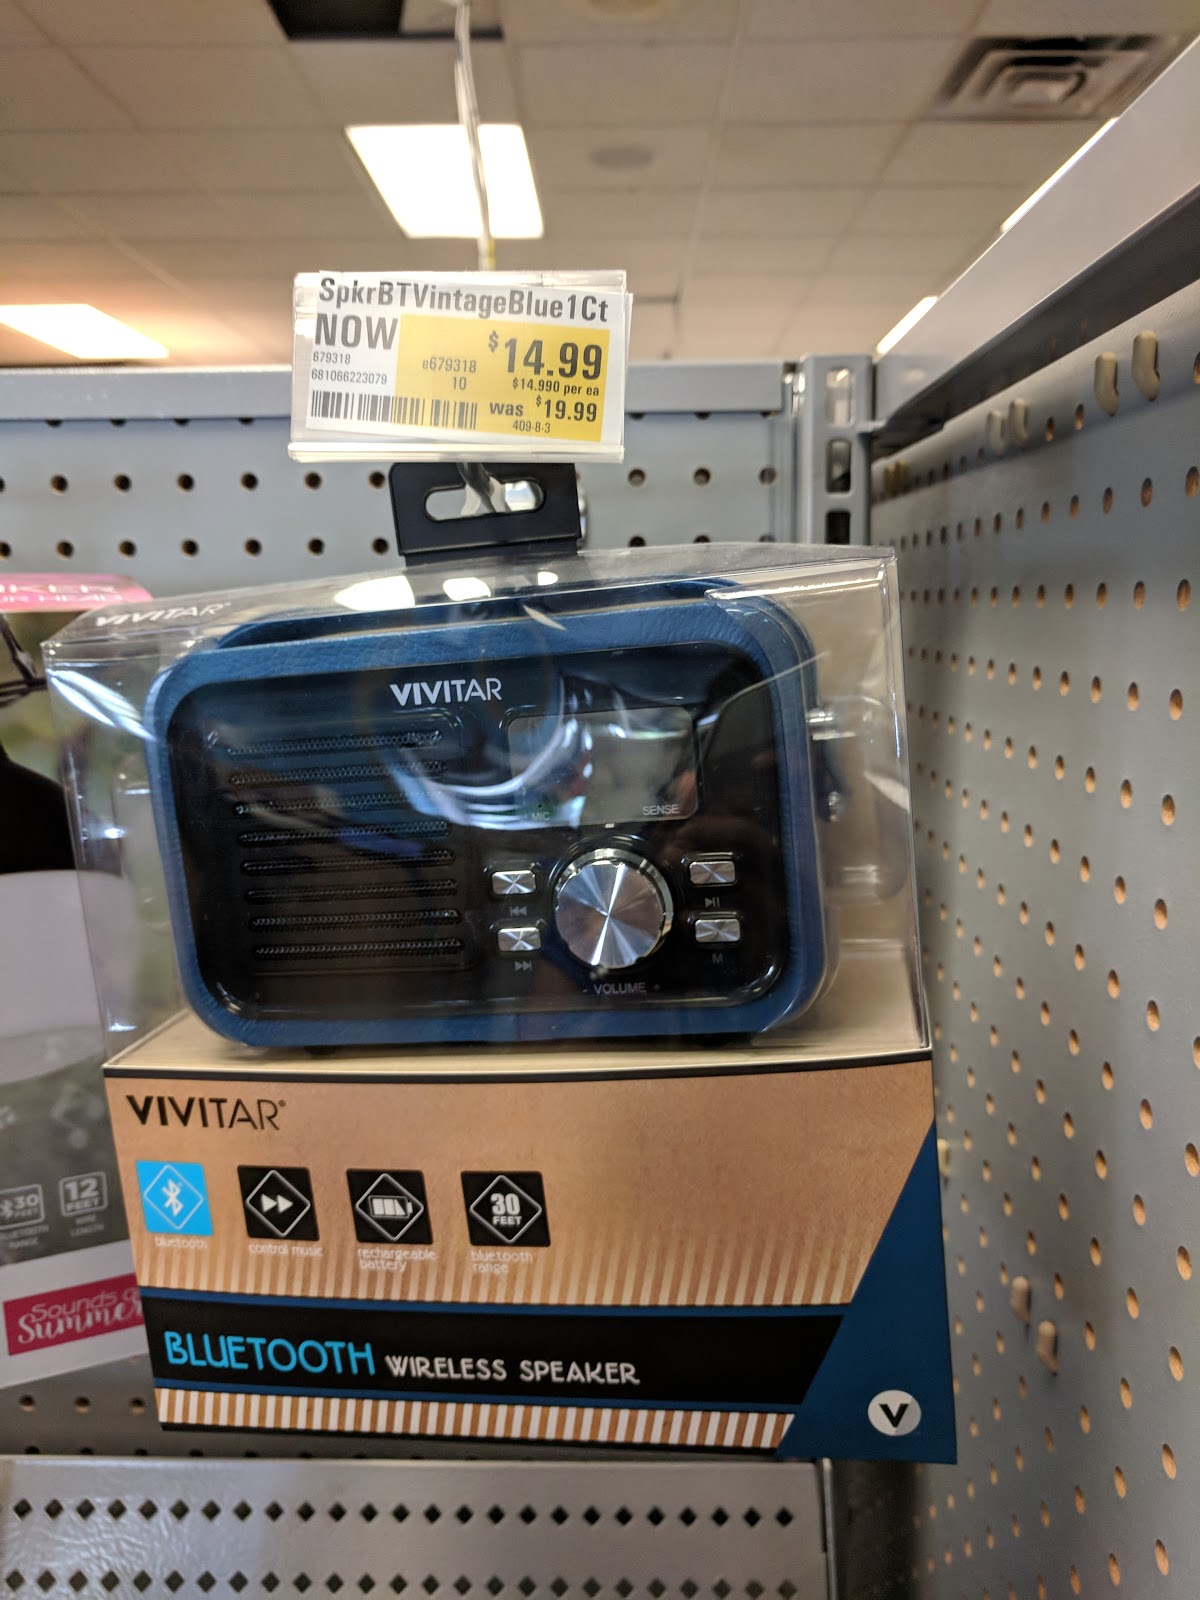 SpkrBTVintageBlue1Ct
NOW
$14.99
679318
e679318
681066223079
10
$14.990 per ea
was $19.99
409-8-3
VIVITAR
VIVITAR
MIC
SENSE
- VOLUME +
M
VIVITAR®
bluetooth
control music
rechargeable
battery
30
FEET
bluetooth
range
BLUETOOTH WIRELESS SPEAKER
V
30
12
FEET
Sounds
Summer